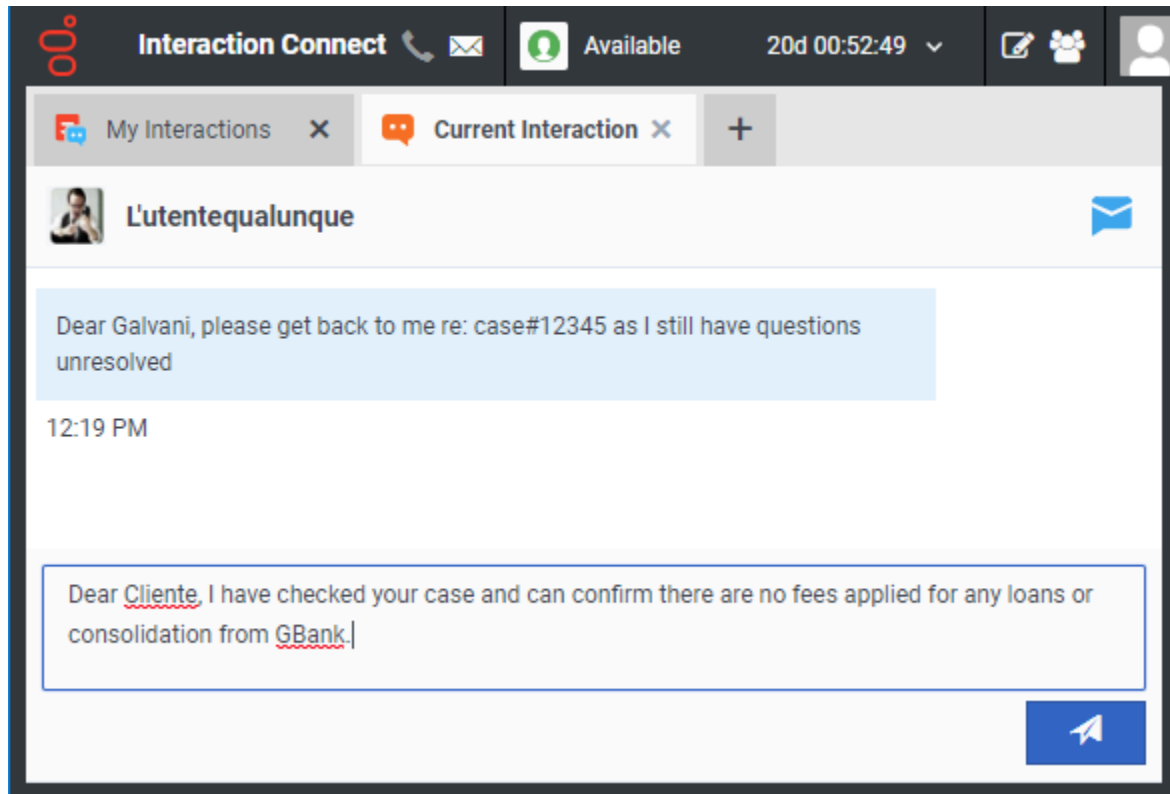 Interaction Connect Available 20d 00:52:49
My Interactions Current Interaction
L'utentequalunque
Dear Galvani, please get back to me re: case#12345 as I still have questions
unresolved
12:19 PM
Dear Cliente, I have checked your case and can confirm there are no fees applied for any loans or
consolidation from GBank.